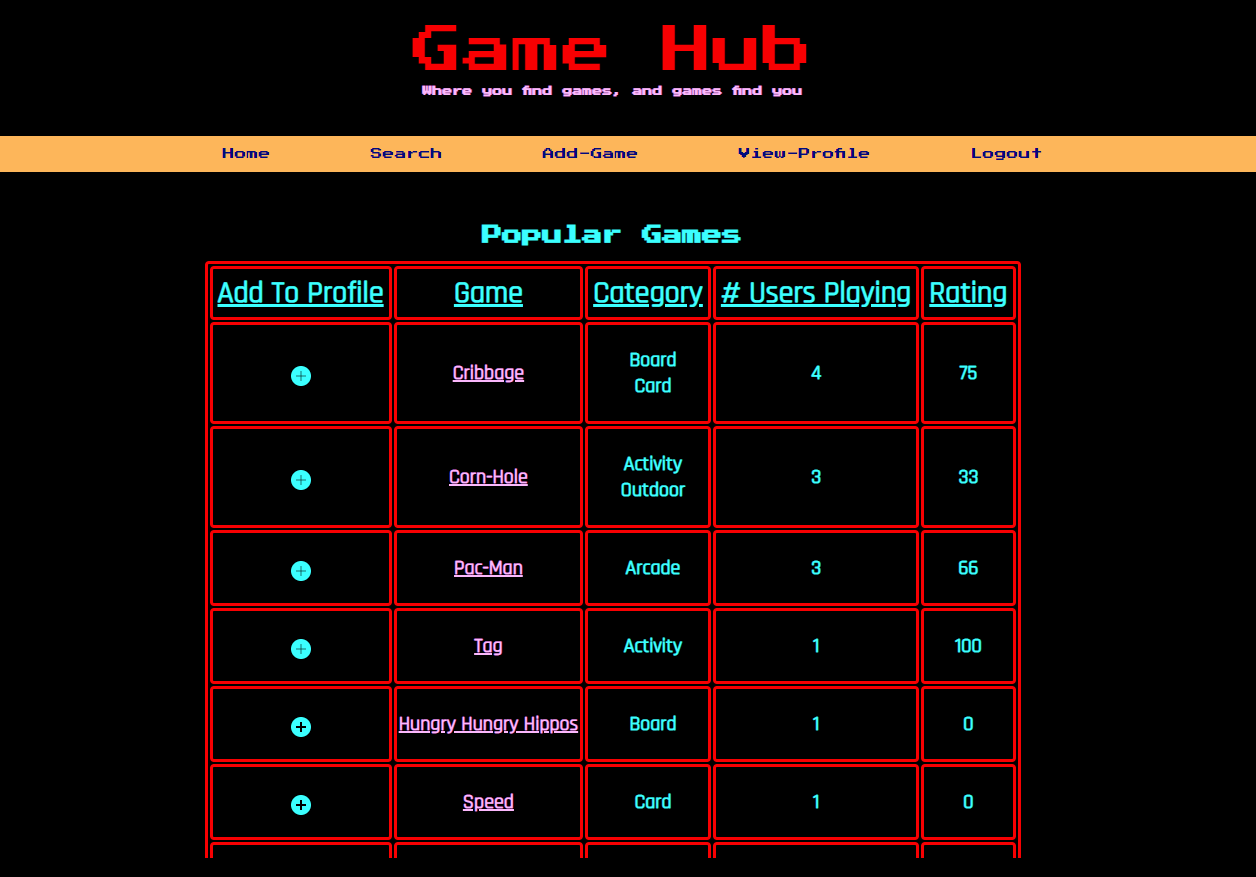 Game Hub
Where you find games, and games find you
Home Search Add-Game View-Profile Logout
Popular Games
Add To Profile Game Category # Users Playing Rating
Cribbage Board 4 75
Card
Corn-Hole Activity 3 33
Outdoor
Pac-Man Arcade 3 66
Tag Activity 1 100
Hungry Hungry Hippos Board 1 0
Speed Card 1 0